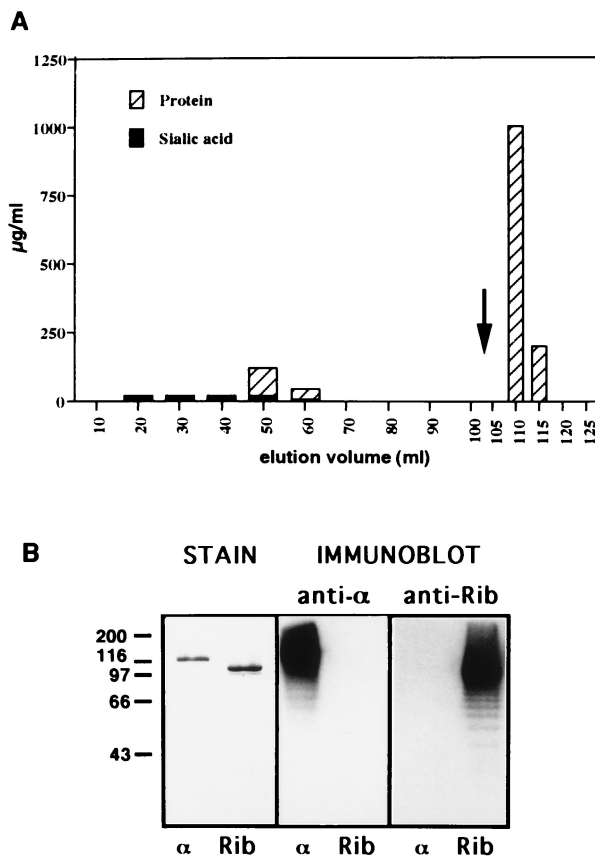 A
1250
1000
750
500
250
0
µg/ml
Protein
Sialic acid
10 20 30 40 50 60 70 80 90 100 105 110 115 120 125
elution volume (ml)
B
STAIN IMMUNOBLOT
anti-α anti-Rib
200
116
97
66
43
α Rib α Rib α Rib